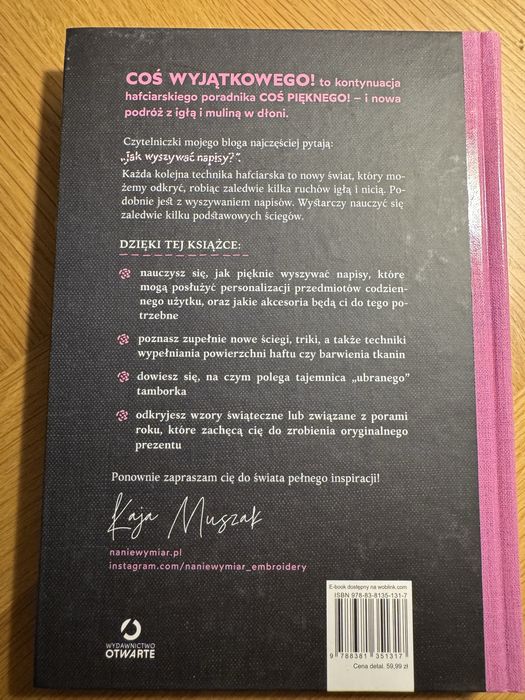 COŚ WYJĄTKOWEGO! to kontynuacja
hafciarskiego poradnika COŚ PIĘKNEGO! – i nowa
podróż z igłą i muliną w dłoni.
Czytelniczki mojego bloga najczęściej pytają:
„Jak wyszywać napisy?”.
Każda kolejna technika hafciarska to nowy świat, który mo-
żemy odkryć, robiąc zaledwie kilka ruchów igłą i nicią. Po-
dobnie jest z wyszywaniem napisów. Wystarczy nauczyć się
zaledwie kilku podstawowych ściegów.
DZIĘKI TEJ KSIĄŻCE:
nauczysz się, jak pięknie wyszywać napisy, które
mogą posłużyć personalizacji przedmiotów codzien-
nego użytku, oraz jakie akcesoria będą ci do tego po-
trzebne
poznasz zupełnie nowe ściegi, triki, a także techniki
wypełniania powierzchni haftu czy barwienia tkanin
dowiesz się, na czym polega tajemnica „ubranego”
tamborka
odkryjesz wzory świąteczne lub związane z porami
roku, które zachęcą cię do zrobienia oryginalnego
prezentu
Ponownie zapraszam cię do świata pełnego inspiracji!
Kaja Muszak
naniewymiar.pl
instagram.com/naniewymiar_embroidery
E-book dostępny na woblink.com
ISBN 978-83-8135-131-7
9 788381 351317
Cena detal. 59,99 zł
WYDAWNICTWO
OTWARTE